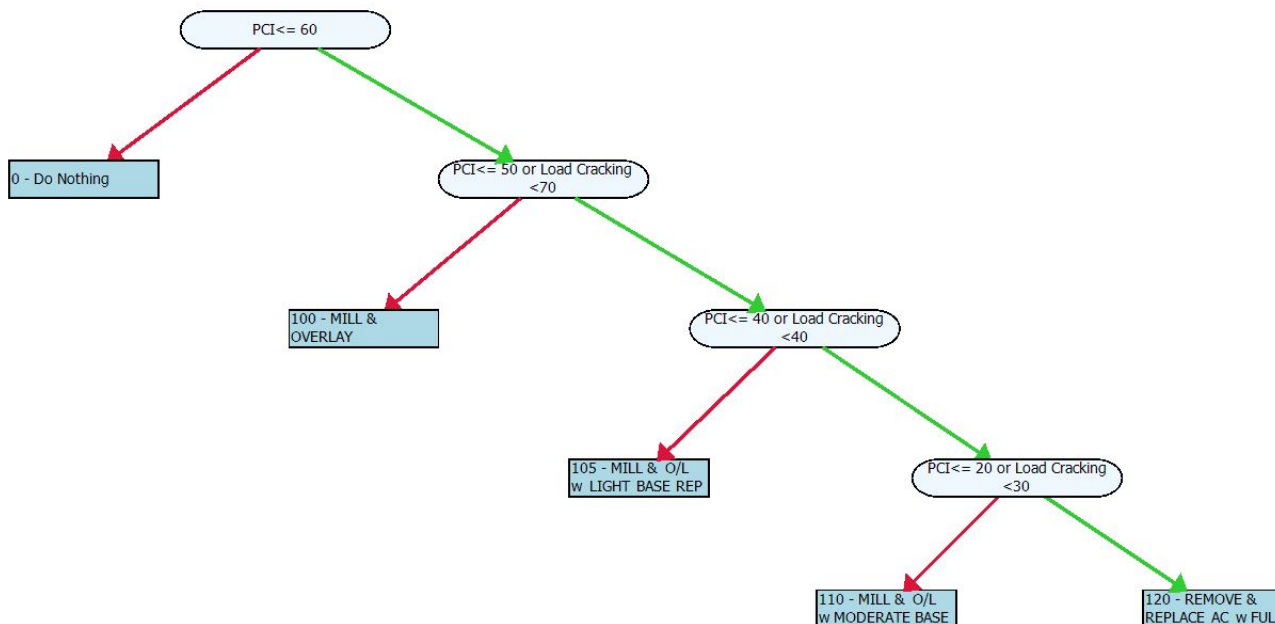 PCI<= 60
0 - Do Nothing
PCI<= 50 or Load Cracking
<70
100 - MILL &
OVERLAY
PCI<= 40 or Load Cracking
<40
105 - MILL & O/L
w LIGHT BASE REP
PCI<= 20 or Load Cracking
<30
110 - MILL & O/L
w MODERATE BASE
120 - REMOVE &
REPLACE AC w FUL